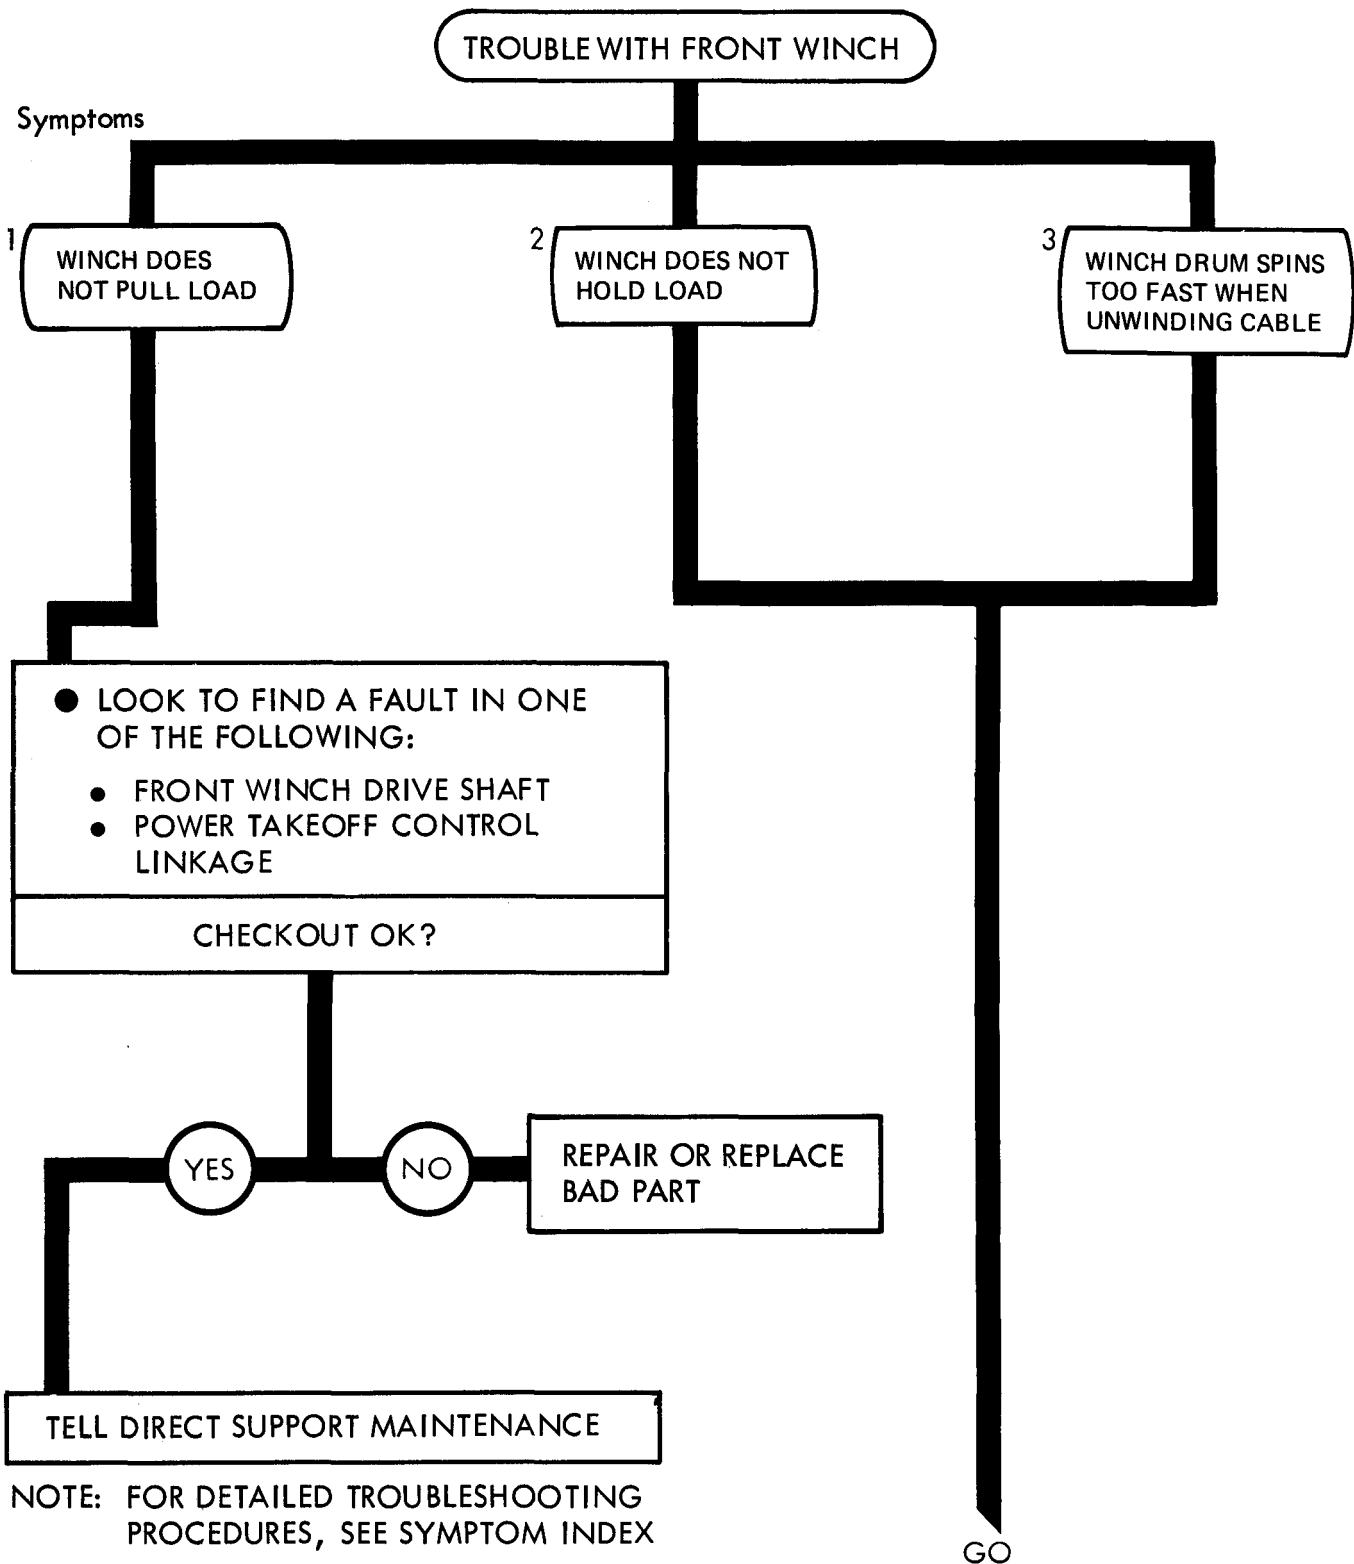 TROUBLE WITH FRONT WINCH
Symptoms
1
WINCH DOES
NOT PULL LOAD
2
WINCH DOES NOT
HOLD LOAD
3
WINCH DRUM SPINS
TOO FAST WHEN
UNWINDING CABLE
● LOOK TO FIND A FAULT IN ONE
OF THE FOLLOWING:
● FRONT WINCH DRIVE SHAFT
● POWER TAKEOFF CONTROL
LINKAGE
CHECKOUT OK?
YES
NO
REPAIR OR REPLACE
BAD PART
TELL DIRECT SUPPORT MAINTENANCE
NOTE: FOR DETAILED TROUBLESHOOTING
PROCEDURES, SEE SYMPTOM INDEX
GO